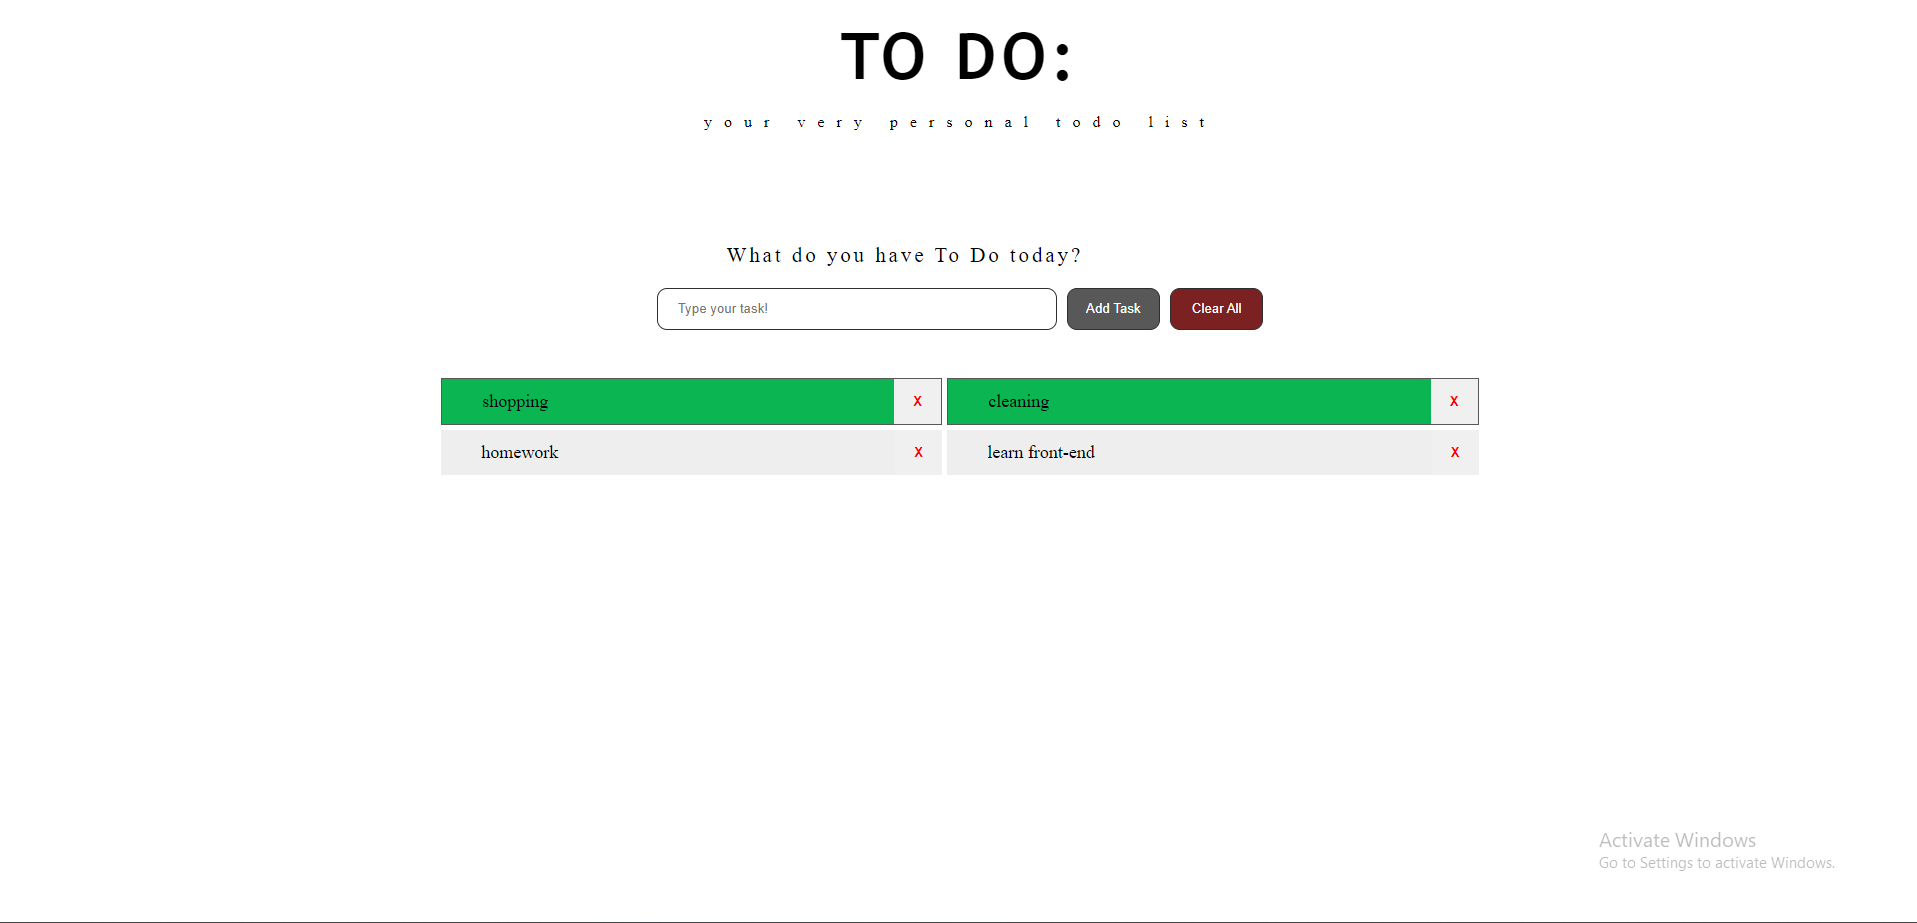 TO DO:
your very personal todo list
What do you have To Do today?
Type your task! Add Task Clear All
shopping X cleaning X
homework X learn front-end X
Activate Windows
Go to Settings to activate Windows.